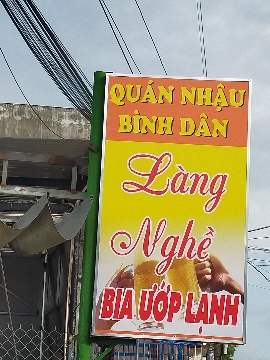 QUÁN NHẬU
BÌNH DÂN
Làng
Nghề
BIA ƯỚP LẠNH